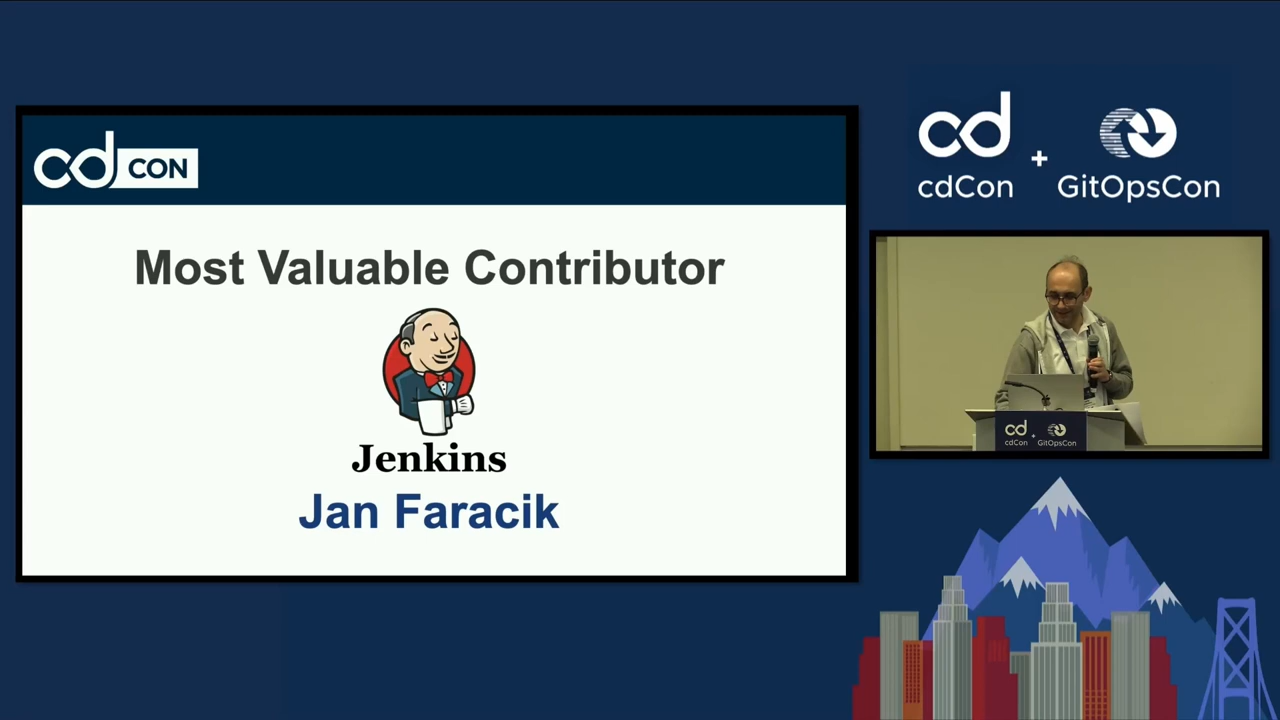 cd CON
Most Valuable Contributor
Jenkins
Jan Faracik
cd
cdCon
+
GitOpsCon
cd
cdCon
+
GitOpsCon